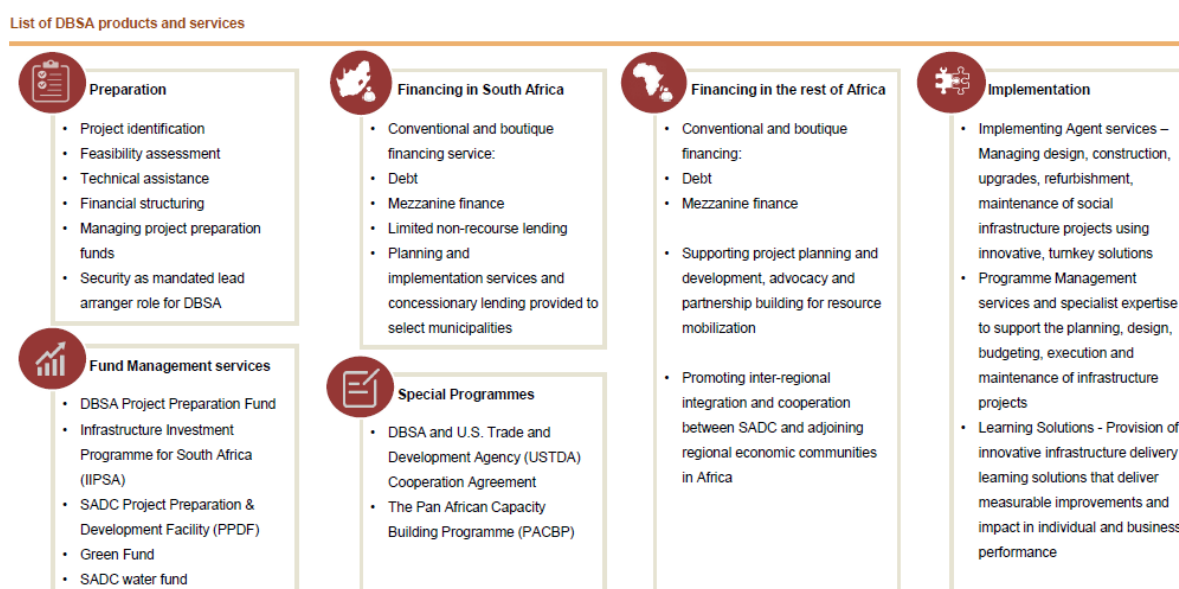 List of DBSA products and services
Preparation
• Project identification
• Feasibility assessment
• Technical assistance
• Financial structuring
• Managing project preparation
funds
• Security as mandated lead
arranger role for DBSA
Fund Management services
• DBSA Project Preparation Fund
• Infrastructure Investment
Programme for South Africa
(IIPSA)
• SADC Project Preparation &
Development Facility (PPDF)
• Green Fund
• SADC water fund
Financing in South Africa
• Conventional and boutique
financing service:
• Debt
• Mezzanine finance
• Limited non-recourse lending
• Planning and
implementation services and
concessionary lending provided to
select municipalities
Special Programmes
• DBSA and U.S. Trade and
Development Agency (USTDA)
Cooperation Agreement
• The Pan African Capacity
Building Programme (PACBP)
Financing in the rest of Africa
• Conventional and boutique
financing:
• Debt
• Mezzanine finance
• Supporting project planning and
development, advocacy and
partnership building for resource
mobilization
• Promoting inter-regional
integration and cooperation
between SADC and adjoining
regional economic communities
in Africa
Implementation
• Implementing Agent services –
Managing design, construction,
upgrades, refurbishment,
maintenance of social
infrastructure projects using
innovative, turnkey solutions
• Programme Management
services and specialist expertise
to support the planning, design,
budgeting, execution and
maintenance of infrastructure
projects
• Learning Solutions - Provision of
innovative infrastructure delivery
learning solutions that deliver
measurable improvements and
impact in individual and business
performance